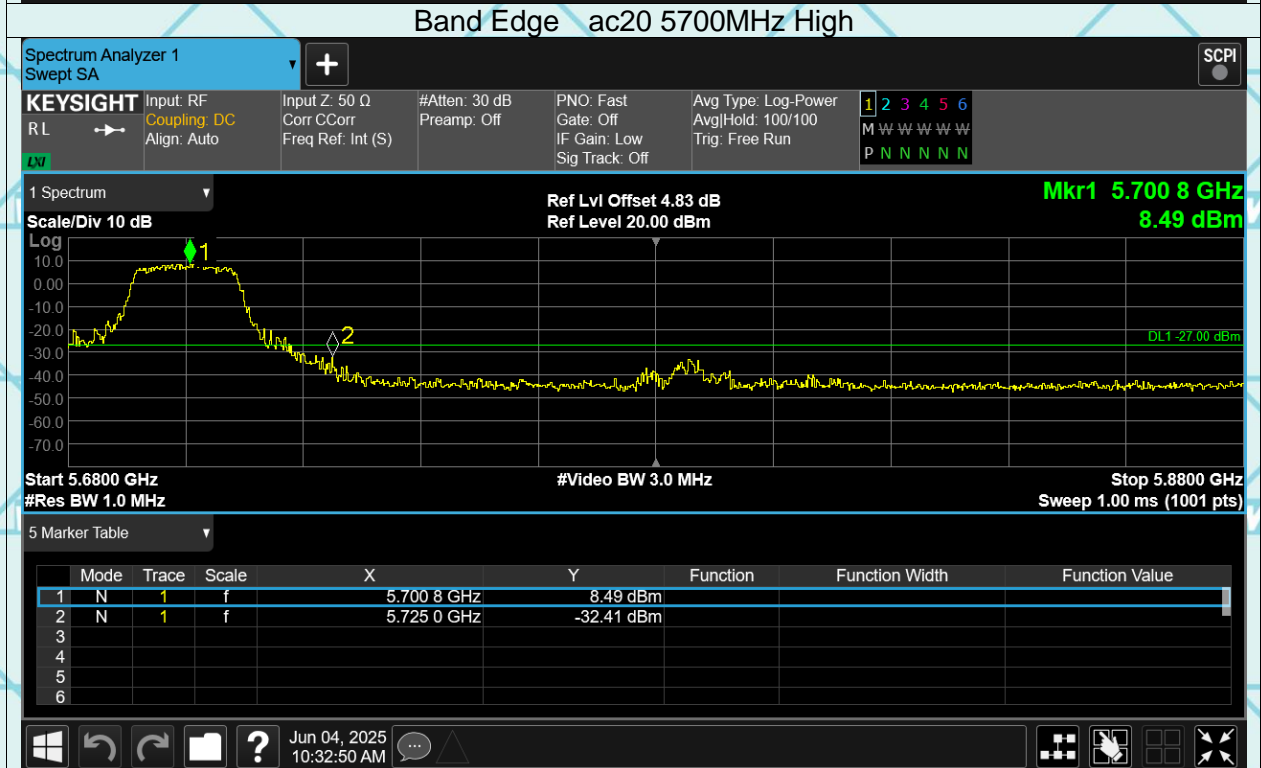 Band Edge ac20 5700MHz High
Spectrum Analyzer 1
Swept SA
SCPI
KEYSIGHT Input: RF Input Z: 50 Ω #Atten: 30 dB PNO: Fast Avg Type: Log-Power 1 2 3 4 5 6
RL Coupling: DC Corr CCorr Preamp: Off Gate: Off Avg|Hold: 100/100 M W W W W W W
Align: Auto Freq Ref: Int (S) IF Gain: Low Trig: Free Run P N N N N N N
LXI Sig Track: Off
1 Spectrum Ref Lvl Offset 4.83 dB Mkr1 5.700 8 GHz
Scale/Div 10 dB Ref Level 20.00 dBm 8.49 dBm
Log
1
10.0
0.00
-10.0
-20.0
2
DL1 -27.00 dBm
-30.0
-40.0
-50.0
-60.0
-70.0
Start 5.6800 GHz #Video BW 3.0 MHz Stop 5.8800 GHz
#Res BW 1.0 MHz Sweep 1.00 ms (1001 pts)
5 Marker Table
Mode Trace Scale X Y Function Function Width Function Value
1 N 1 f 5.700 8 GHz 8.49 dBm
2 N 1 f 5.725 0 GHz -32.41 dBm
3
4
5
6
? Jun 04, 2025
10:32:50 AM